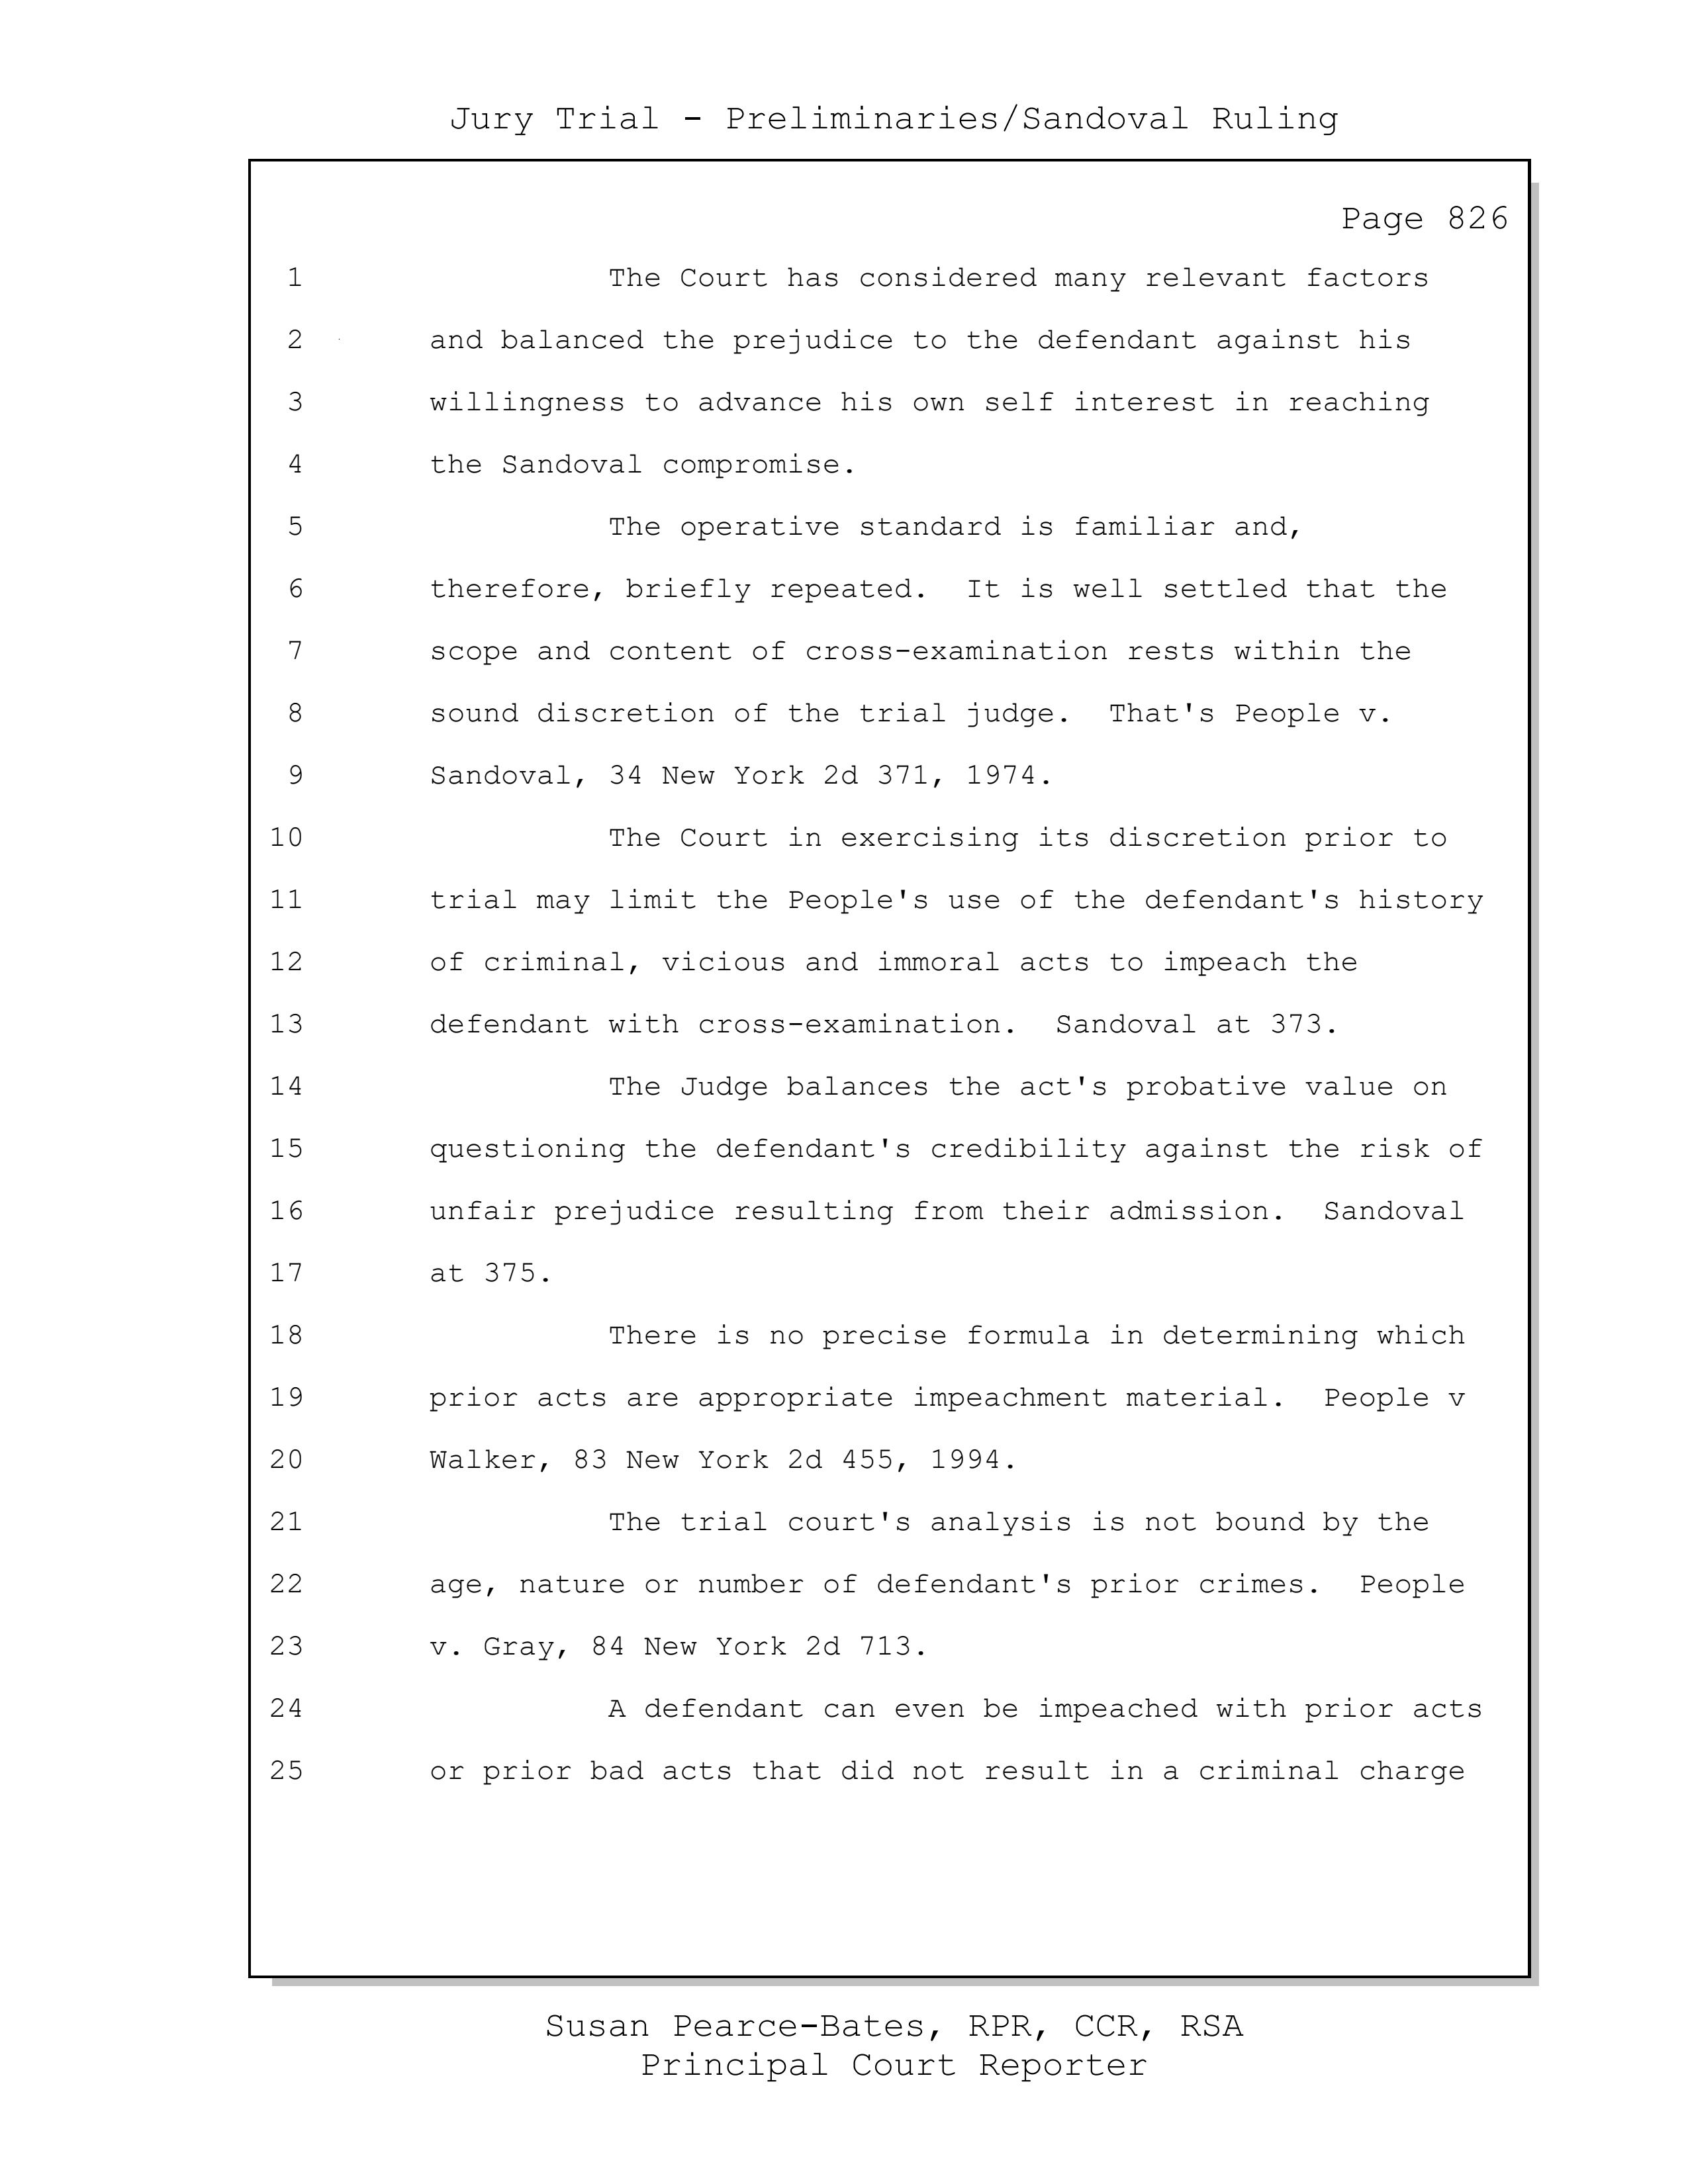 Jury Trial - Preliminaries/Sandoval Ruling
Page 826
1 The Court has considered many relevant factors
2 and balanced the prejudice to the defendant against his
3 willingness to advance his own self interest in reaching
4 the Sandoval compromise.
5 The operative standard is familiar and,
6 therefore, briefly repeated. It is well settled that the
7 scope and content of cross-examination rests within the
8 sound discretion of the trial judge. That's People v.
9 Sandoval, 34 New York 2d 371, 1974.
10 The Court in exercising its discretion prior to
11 trial may limit the People's use of the defendant's history
12 of criminal, vicious and immoral acts to impeach the
13 defendant with cross-examination. Sandoval at 373.
14 The Judge balances the act's probative value on
15 questioning the defendant's credibility against the risk of
16 unfair prejudice resulting from their admission. Sandoval
17 at 375.
18 There is no precise formula in determining which
19 prior acts are appropriate impeachment material. People v
20 Walker, 83 New York 2d 455, 1994.
21 The trial court's analysis is not bound by the
22 age, nature or number of defendant's prior crimes. People
23 v. Gray, 84 New York 2d 713.
24 A defendant can even be impeached with prior acts
25 or prior bad acts that did not result in a criminal charge
Susan Pearce-Bates, RPR, CCR, RSA
Principal Court Reporter